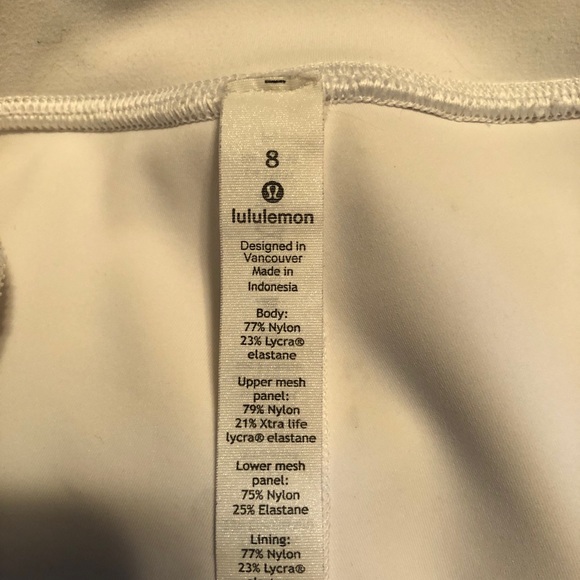 8
lululemon
Designed in
Vancouver
Made in
Indonesia
Body:
77% Nylon
23% Lycra®
elastane
Upper mesh
panel:
79% Nylon
21% Xtra life
lycra® elastane
Lower mesh
panel:
75% Nylon
25% Elastane
Lining:
77% Nylon
23% Lycra®